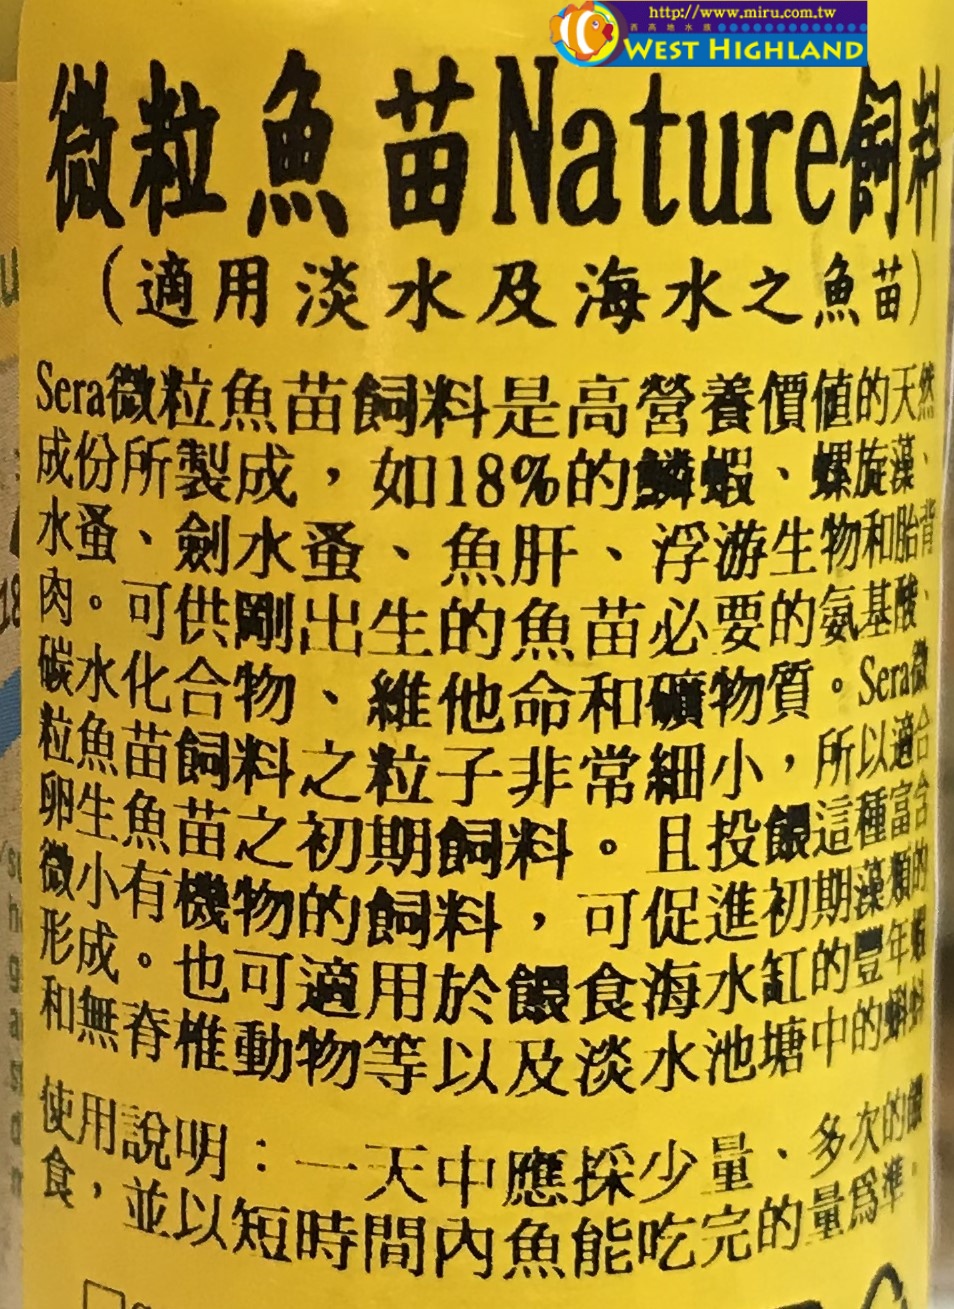 http://www.miru.com.tw
西高地水族
WEST HIGHLAND
微粒魚苗Nature飼料
(適用淡水及海水之魚苗)
Sera微粒魚苗飼料是高營養價值的天然
成份所製成，如18%的鱗蝦、螺旋藻、
水蚤、劍水蚤、魚肝、浮游生物和胎背
肉。可供剛出生的魚苗必要的氨基酸、
碳水化合物、維他命和礦物質。Sera微
粒魚苗飼料之粒子非常細小，所以適合
卵生魚苗之初期飼料。且投餵這種富含
微小有機物的飼料，可促進初期藻類的
形成。也可適用於餵食海水缸的豐年蝦
和無脊椎動物等以及淡水池塘中的蝌蚪
使用說明：一天中應採少量、多次的餵
食，並以短時間內魚能吃完的量爲準。